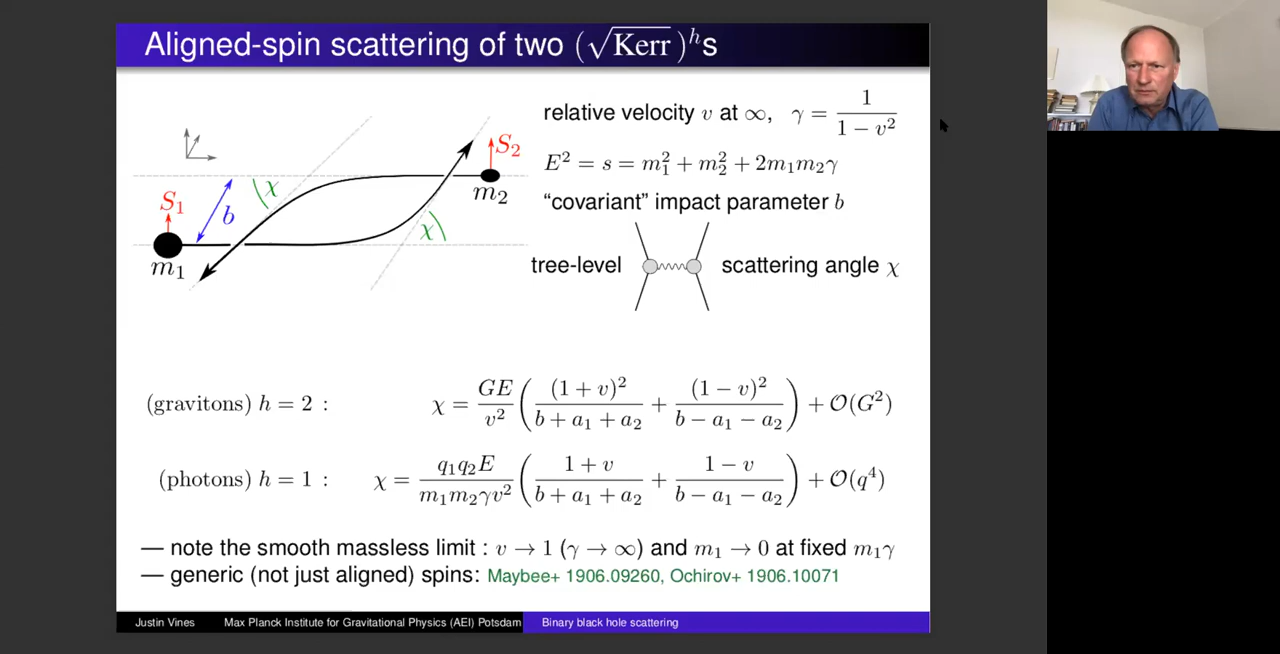 Aligned-spin scattering of two (√Kerr)^h s
relative velocity v at ∞, γ = 1/(1 − v²)
E² = s = m₁² + m₂² + 2m₁m₂γ
"covariant" impact parameter b
S₁
b
χ
m₁
S₂
m₂
χ
tree-level scattering angle χ
(gravitons) h = 2 : χ = GE/v² ( (1 + v)²/(b + a₁ + a₂) + (1 − v)²/(b − a₁ − a₂) ) + O(G²)
(photons) h = 1 : χ = q₁q₂E/(m₁m₂γv²) ( (1 + v)/(b + a₁ + a₂) + (1 − v)/(b − a₁ − a₂) ) + O(q⁴)
— note the smooth massless limit : v → 1 (γ → ∞) and m₁ → 0 at fixed m₁γ
— generic (not just aligned) spins: Maybee+ 1906.09260, Ochirov+ 1906.10071
Justin Vines Max Planck Institute for Gravitational Physics (AEI) Potsdam Binary black hole scattering